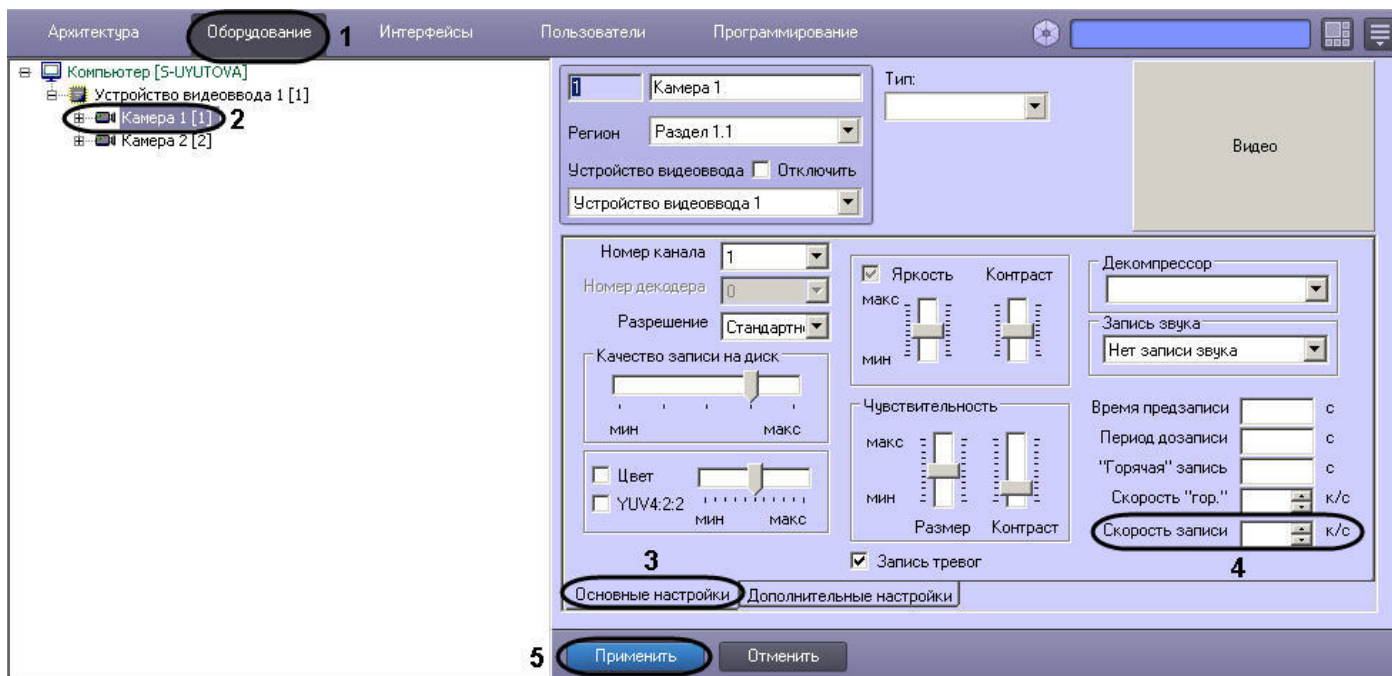 Архитектура Оборудование 1 Интерфейсы Пользователи Программирование
Компьютер [S-UYUTOVA]
Устройство видеоввода 1 [1]
Камера 1 [1] 2
Камера 2 [2]
1 Камера 1
Тип:
Регион Раздел 1.1
Устройство видеоввода Отключить
Устройство видеоввода 1
Видео
Номер канала 1
Номер декодера 0
Разрешение Стандартн
Качество записи на диск
мин макс
Цвет
YUV4:2:2
мин макс
Яркость Контраст
макс
мин
Чувствительность
макс
мин
Размер Контраст
Запись тревог
Декомпрессор
Запись звука
Нет записи звука
Время предзаписи с
Период дозаписи с
"Горячая" запись с
Скорость "гор." к/с
Скорость записи к/с
3
4
Основные настройки Дополнительные настройки
5 Применить Отменить